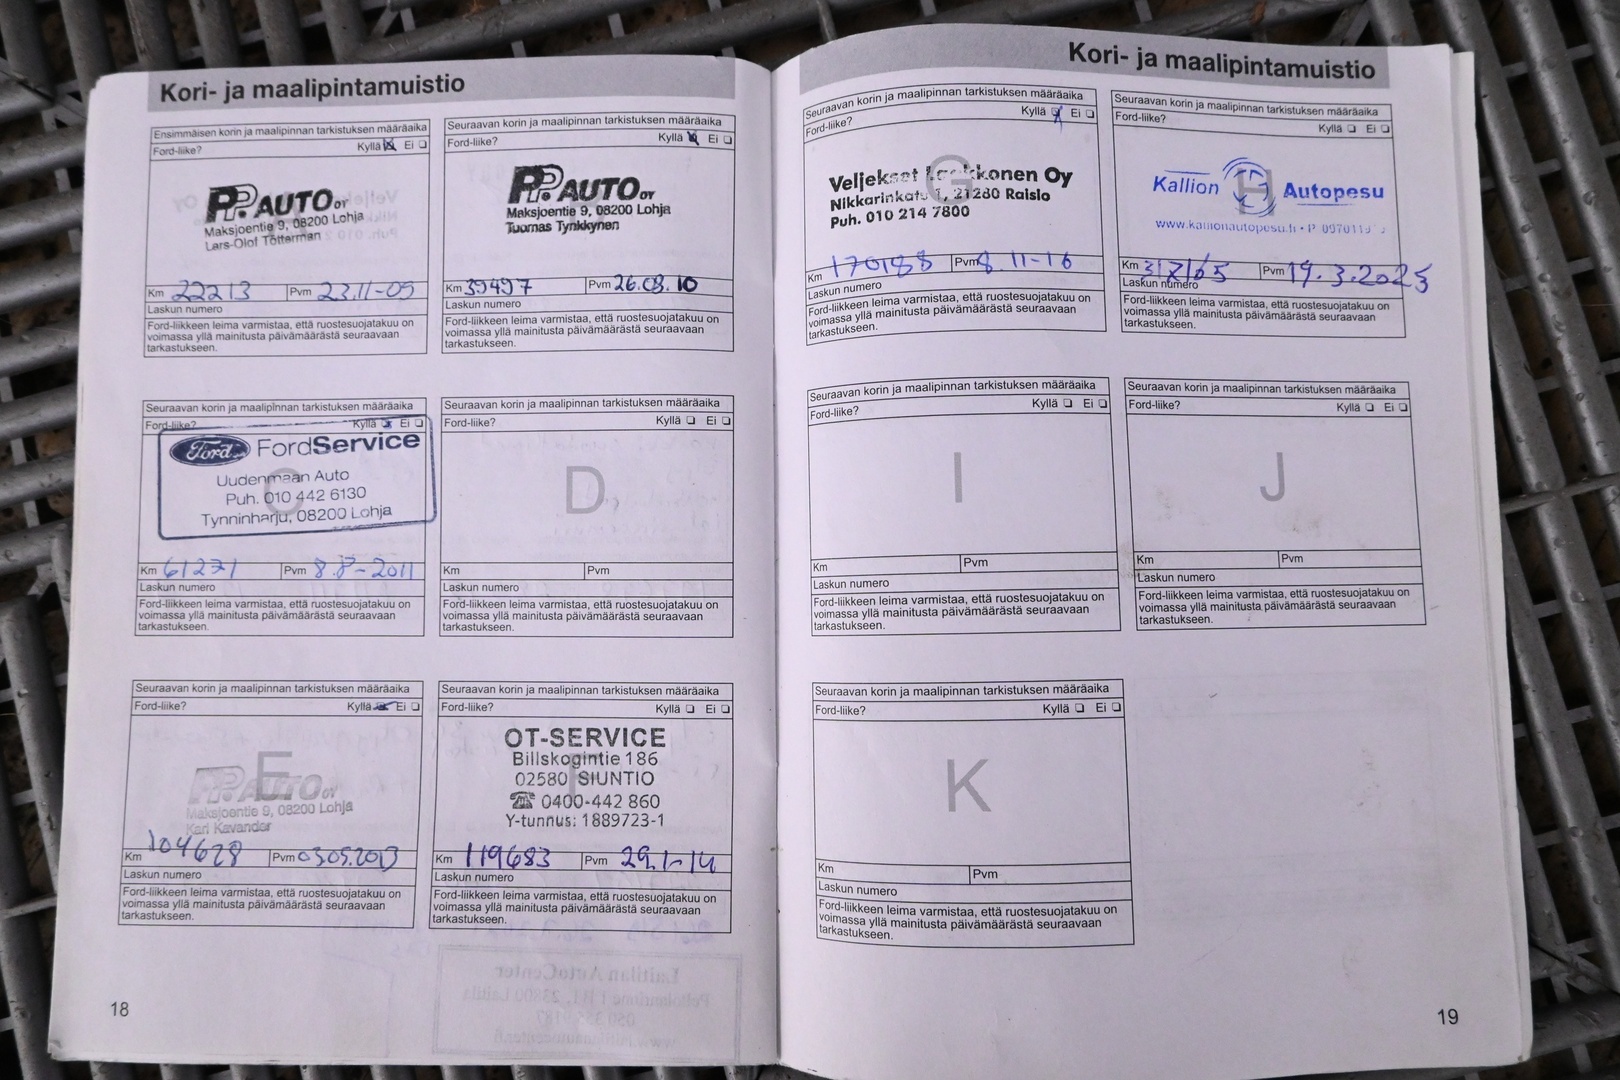 Kori- ja maalipintamuistio
Ensimmäisen korin ja maalipinnan tarkistuksen määräaika
Ford-liike? Kyllä Ei
PP. AUTO OY
Maksjoentie 9, 08200 Lohja
Lars-Olof Tötterman
Km 22213 Pvm 23.11-09
Laskun numero
Ford-liikkeen leima varmistaa, että ruostesuojatakuu on
voimassa yllä mainitusta päivämäärästä seuraavaan
tarkastukseen.
Seuraavan korin ja maalipinnan tarkistuksen määräaika
Ford-liike? Kyllä Ei
PP. AUTO OY
Maksjoentie 9, 08200 Lohja
Tuomas Tynkkynen
Km 39497 Pvm 26.08.10
Laskun numero
Ford-liikkeen leima varmistaa, että ruostesuojatakuu on
voimassa yllä mainitusta päivämäärästä seuraavaan
tarkastukseen.
Seuraavan korin ja maalipinnan tarkistuksen määräaika
Ford-liike? Kyllä Ei
C
Ford FordService
Uudenmaan Auto
Puh. 010 442 6130
Tynninharju, 08200 Lohja
Km 61271 Pvm 8.8-2011
Laskun numero
Ford-liikkeen leima varmistaa, että ruostesuojatakuu on
voimassa yllä mainitusta päivämäärästä seuraavaan
tarkastukseen.
Seuraavan korin ja maalipinnan tarkistuksen määräaika
Ford-liike? Kyllä Ei
D
Km Pvm
Laskun numero
Ford-liikkeen leima varmistaa, että ruostesuojatakuu on
voimassa yllä mainitusta päivämäärästä seuraavaan
tarkastukseen.
Seuraavan korin ja maalipinnan tarkistuksen määräaika
Ford-liike? Kyllä Ei
E
PP. AUTO OY
Maksjoentie 9, 08200 Lohja
Kari Kavander
Km 104628 Pvm 03.05.2013
Laskun numero
Ford-liikkeen leima varmistaa, että ruostesuojatakuu on
voimassa yllä mainitusta päivämäärästä seuraavaan
tarkastukseen.
Seuraavan korin ja maalipinnan tarkistuksen määräaika
Ford-liike? Kyllä Ei
F
OT-SERVICE
Billskogintie 186
02580 SIUNTIO
☎ 0400-442 860
Y-tunnus: 1889723-1
Km 119683 Pvm 29.1-14
Laskun numero
Ford-liikkeen leima varmistaa, että ruostesuojatakuu on
voimassa yllä mainitusta päivämäärästä seuraavaan
tarkastukseen.
18
Kori- ja maalipintamuistio
Seuraavan korin ja maalipinnan tarkistuksen määräaika
Ford-liike? Kyllä Ei
G
Veljekset Laakkonen Oy
Nikkarinkatu 1, 21280 Raisio
Puh. 010 214 7800
Km 170188 Pvm 8.11-16
Laskun numero
Ford-liikkeen leima varmistaa, että ruostesuojatakuu on
voimassa yllä mainitusta päivämäärästä seuraavaan
tarkastukseen.
Seuraavan korin ja maalipinnan tarkistuksen määräaika
Ford-liike? Kyllä Ei
H
Kallion Autopesu
www.kallionautopesu.fi • P
Km Pvm 19.3.2025
Laskun numero
Ford-liikkeen leima varmistaa, että ruostesuojatakuu on
voimassa yllä mainitusta päivämäärästä seuraavaan
tarkastukseen.
Seuraavan korin ja maalipinnan tarkistuksen määräaika
Ford-liike? Kyllä Ei
I
Km Pvm
Laskun numero
Ford-liikkeen leima varmistaa, että ruostesuojatakuu on
voimassa yllä mainitusta päivämäärästä seuraavaan
tarkastukseen.
Seuraavan korin ja maalipinnan tarkistuksen määräaika
Ford-liike? Kyllä Ei
J
Km Pvm
Laskun numero
Ford-liikkeen leima varmistaa, että ruostesuojatakuu on
voimassa yllä mainitusta päivämäärästä seuraavaan
tarkastukseen.
Seuraavan korin ja maalipinnan tarkistuksen määräaika
Ford-liike? Kyllä Ei
K
Km Pvm
Laskun numero
Ford-liikkeen leima varmistaa, että ruostesuojatakuu on
voimassa yllä mainitusta päivämäärästä seuraavaan
tarkastukseen.
19